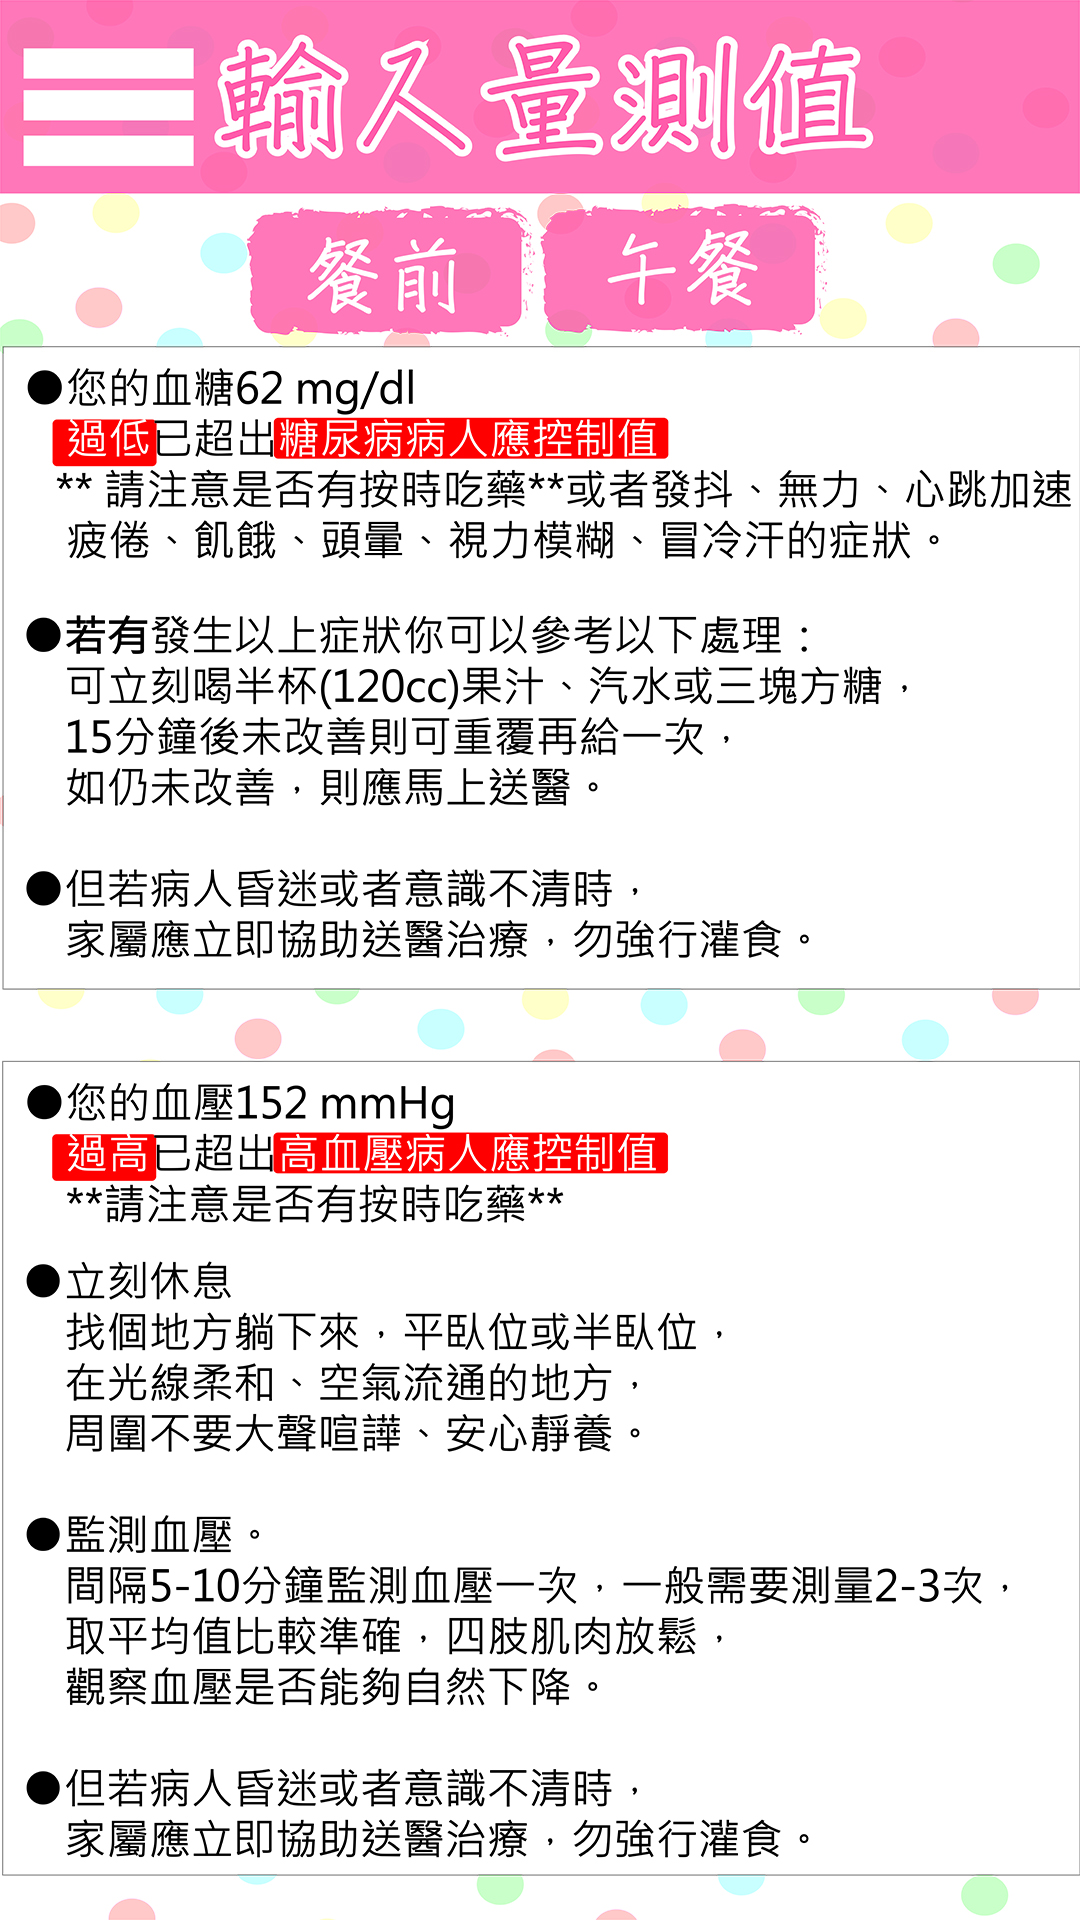 輸入量測值
餐前 午餐
●您的血糖62 mg/dl
過低已超出糖尿病病人應控制值
** 請注意是否有按時吃藥**或者發抖、無力、心跳加速
疲倦、飢餓、頭暈、視力模糊、冒冷汗的症狀。
●若有發生以上症狀你可以參考以下處理：
可立刻喝半杯(120cc)果汁、汽水或三塊方糖，
15分鐘後未改善則可重覆再給一次，
如仍未改善，則應馬上送醫。
●但若病人昏迷或者意識不清時，
家屬應立即協助送醫治療，勿強行灌食。
●您的血壓152 mmHg
過高已超出高血壓病人應控制值
**請注意是否有按時吃藥**
●立刻休息
找個地方躺下來，平臥位或半臥位，
在光線柔和、空氣流通的地方，
周圍不要大聲喧譁、安心靜養。
●監測血壓。
間隔5-10分鐘監測血壓一次，一般需要測量2-3次，
取平均值比較準確，四肢肌肉放鬆，
觀察血壓是否能夠自然下降。
●但若病人昏迷或者意識不清時，
家屬應立即協助送醫治療，勿強行灌食。